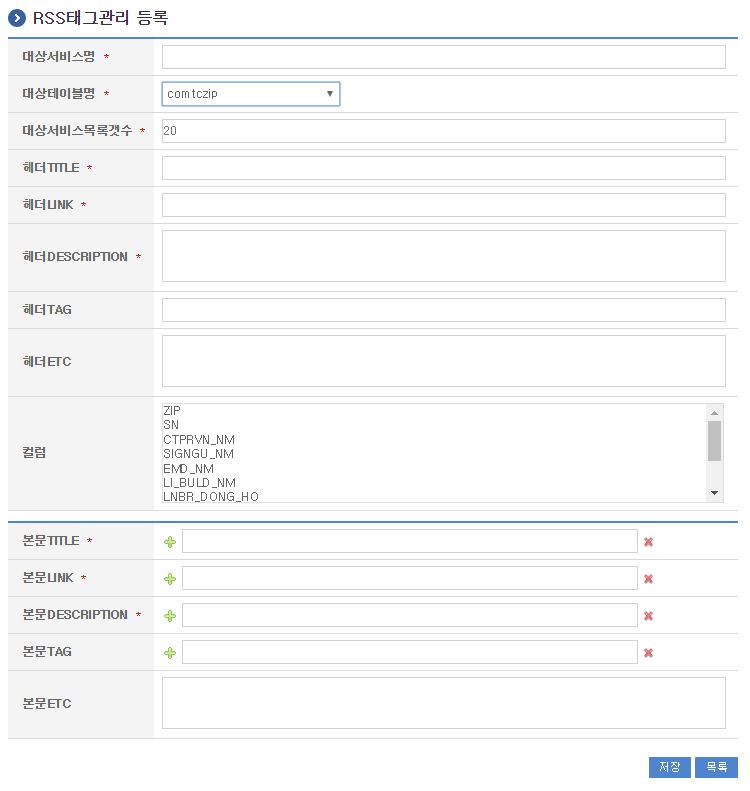 RSS태그관리 등록
대상서비스명 *
대상테이블명 * comtczip
대상서비스목록갯수 * 20
헤더TITLE *
헤더LINK *
헤더DESCRIPTION *
헤더TAG
헤더ETC
컬럼
ZIP
SN
CTPRVN_NM
SIGNGU_NM
EMD_NM
LI_BULD_NM
LNBR_DONG_HO
본문TITLE *
본문LINK *
본문DESCRIPTION *
본문TAG
본문ETC
저장 목록